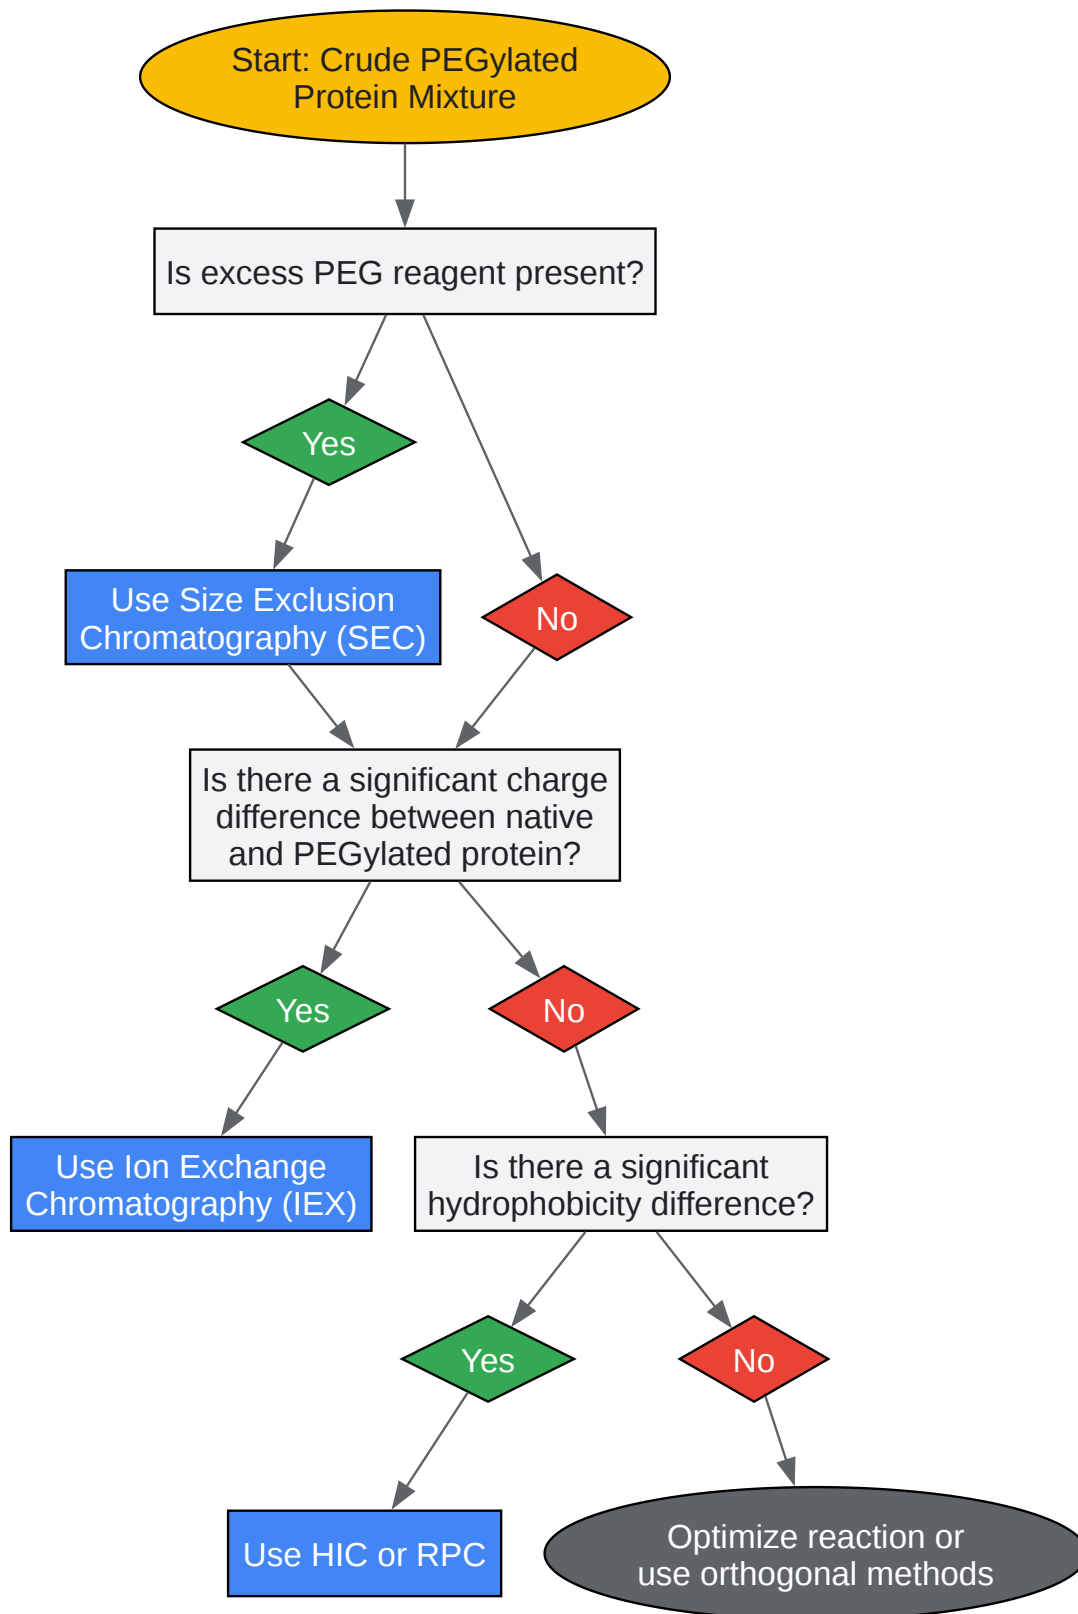 Start: Crude PEGylated
Protein Mixture
Is excess PEG reagent present?
Yes
Use Size Exclusion
Chromatography (SEC)
No
Is there a significant charge
difference between native
and PEGylated protein?
Yes
No
Use Ion Exchange
Chromatography (IEX)
Is there a significant
hydrophobicity difference?
Yes
No
Use HIC or RPC
Optimize reaction or
use orthogonal methods